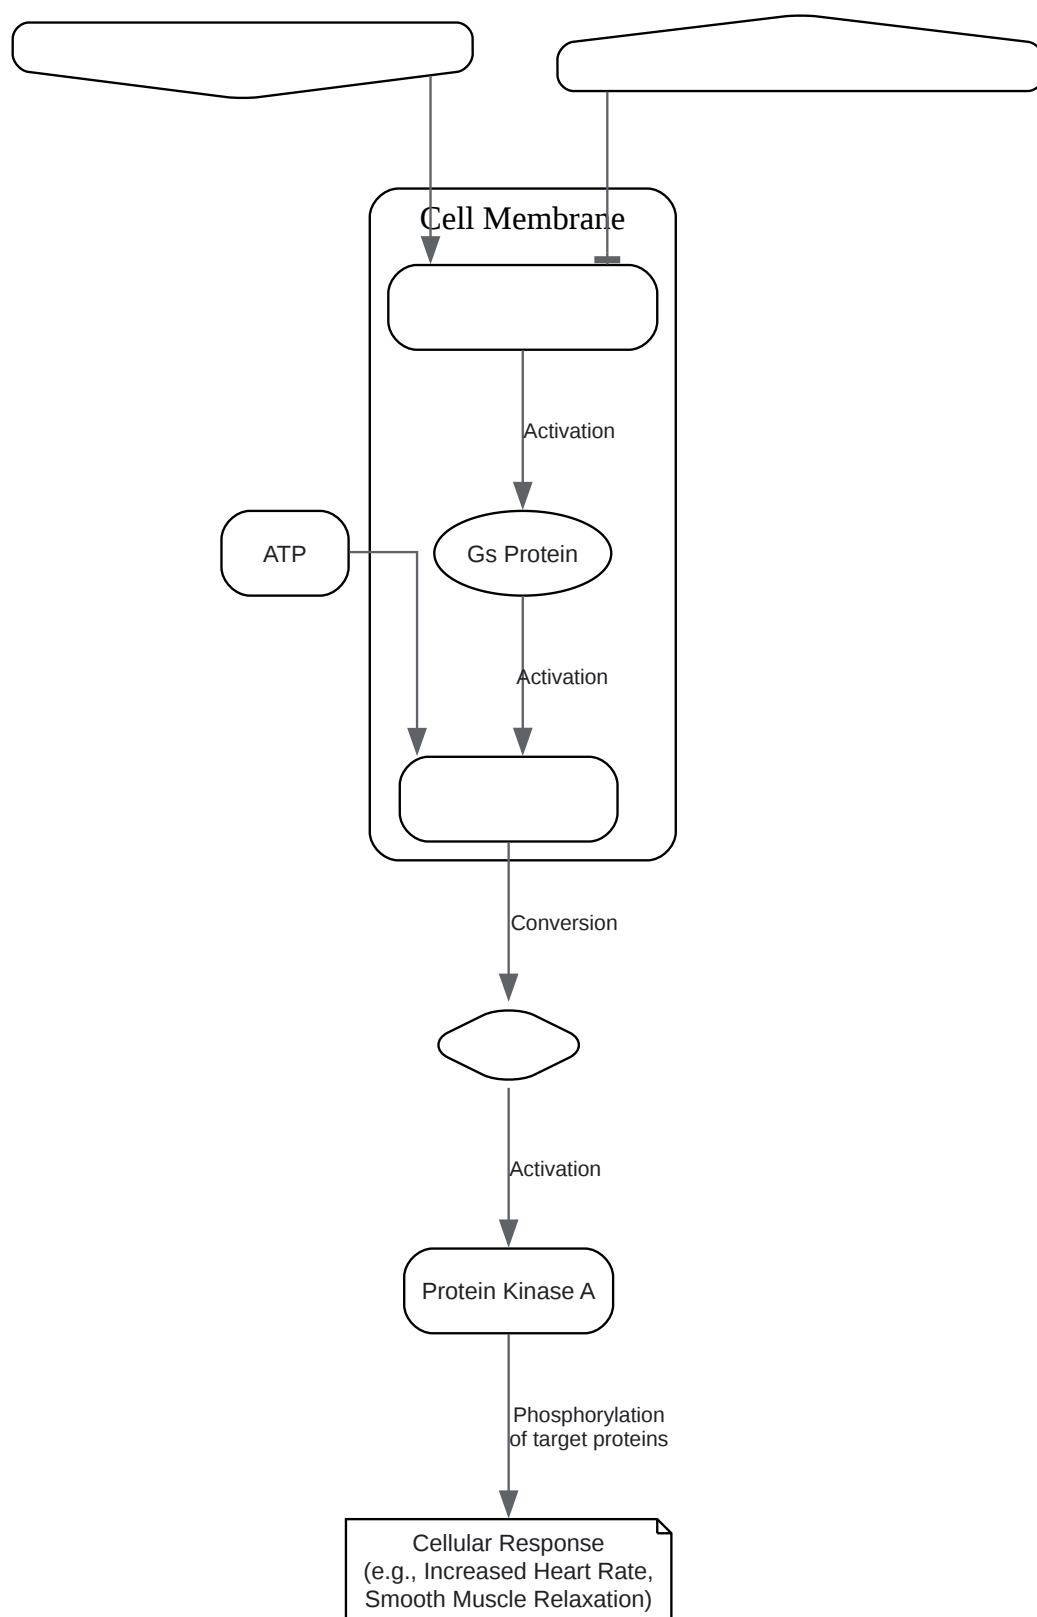 Cell Membrane
Activation
ATP
Gs Protein
Activation
Conversion
Activation
Protein Kinase A
Phosphorylation
of target proteins
Cellular Response
(e.g., Increased Heart Rate,
Smooth Muscle Relaxation)